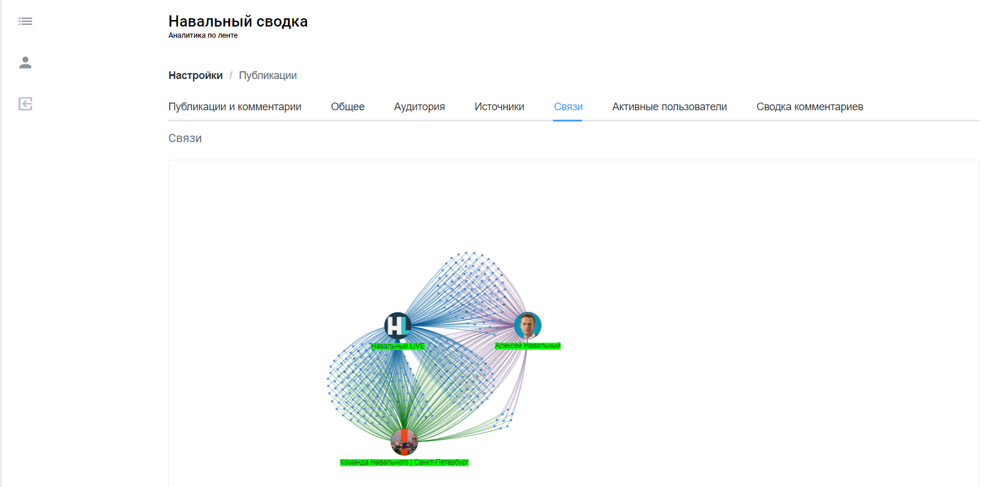 Навальный сводка
Аналитика по ленте
Настройки / Публикации
Публикации и комментарии Общее Аудитория Источники Связи Активные пользователи Сводка комментариев
Связи
HL
Навальный LIVE
Алексей Навальный
Команда Навального | Санкт-Петербург